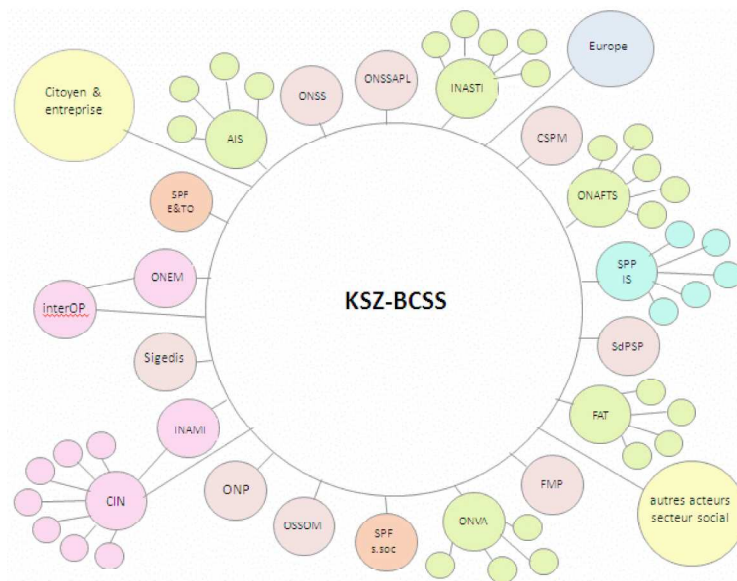 Citoyen &
entreprise
AIS
ONSS
ONSSAPL
INASTI
Europe
CSPM
ONAFTS
SPP
IS
SdPSP
FAT
autres acteurs
secteur social
FMP
ONVA
SPF
s.soc
OSSOM
ONP
CIN
INAMI
Sigedis
interOP
ONEM
SPF
E&TO
KSZ-BCSS